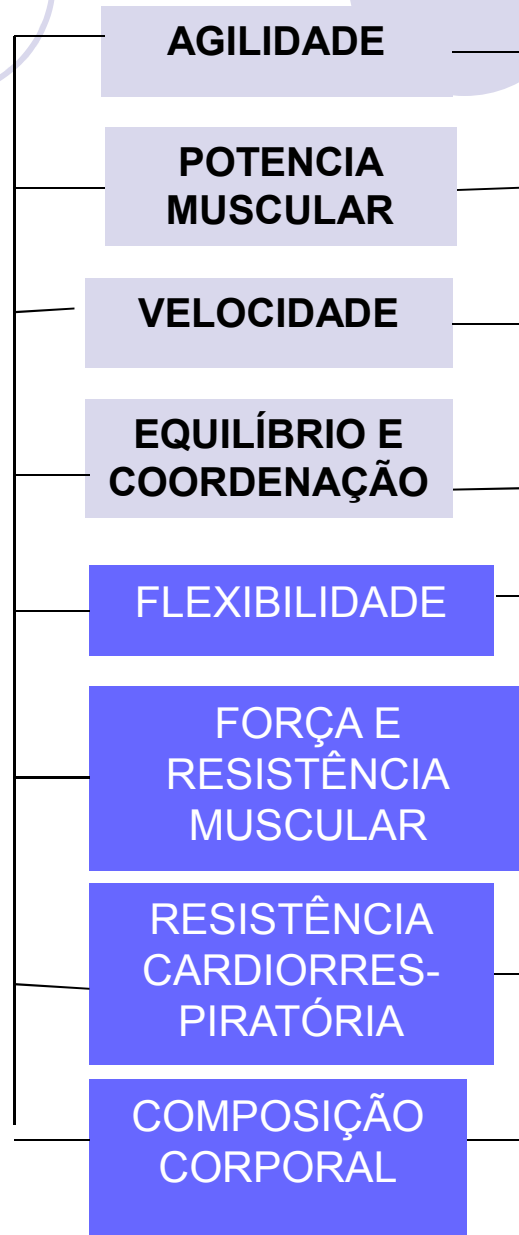 AGILIDADE
POTENCIA
MUSCULAR
VELOCIDADE
EQUILÍBRIO E
COORDENAÇÃO
FLEXIBILIDADE
FORÇA E
RESISTÊNCIA
MUSCULAR
RESISTÊNCIA
CARDIORRES-
PIRATÓRIA
COMPOSIÇÃO
CORPORAL